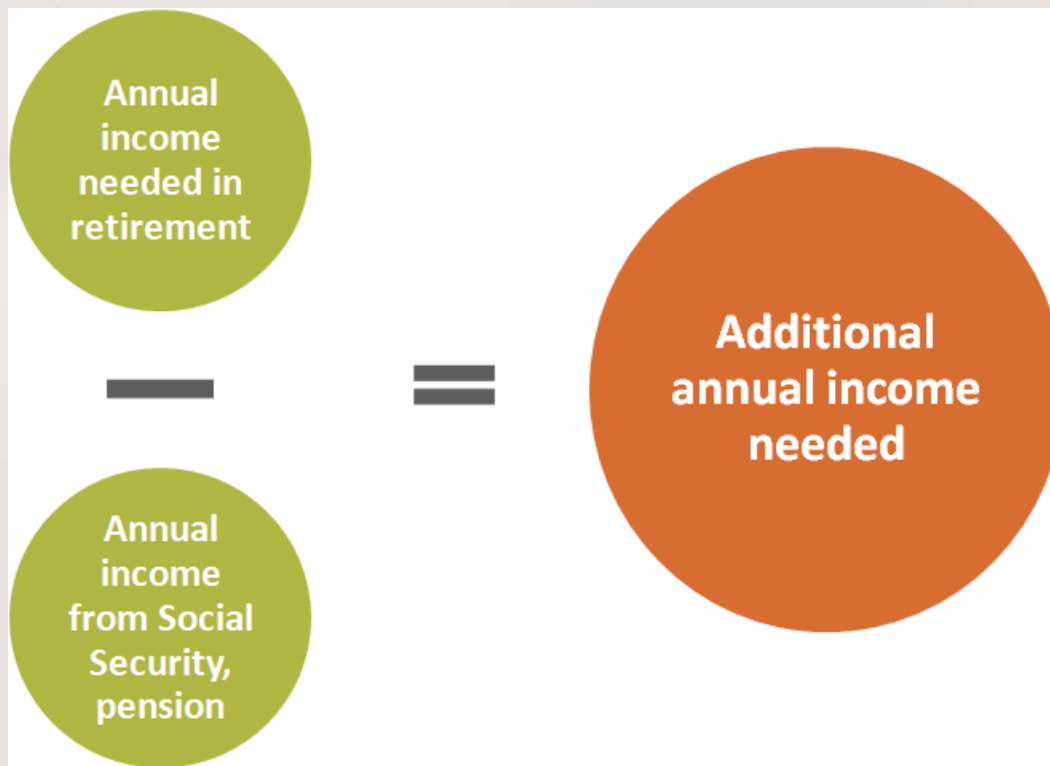 Annual
income
needed in
retirement
Annual
income
from Social
Security,
pension
Additional
annual income
needed